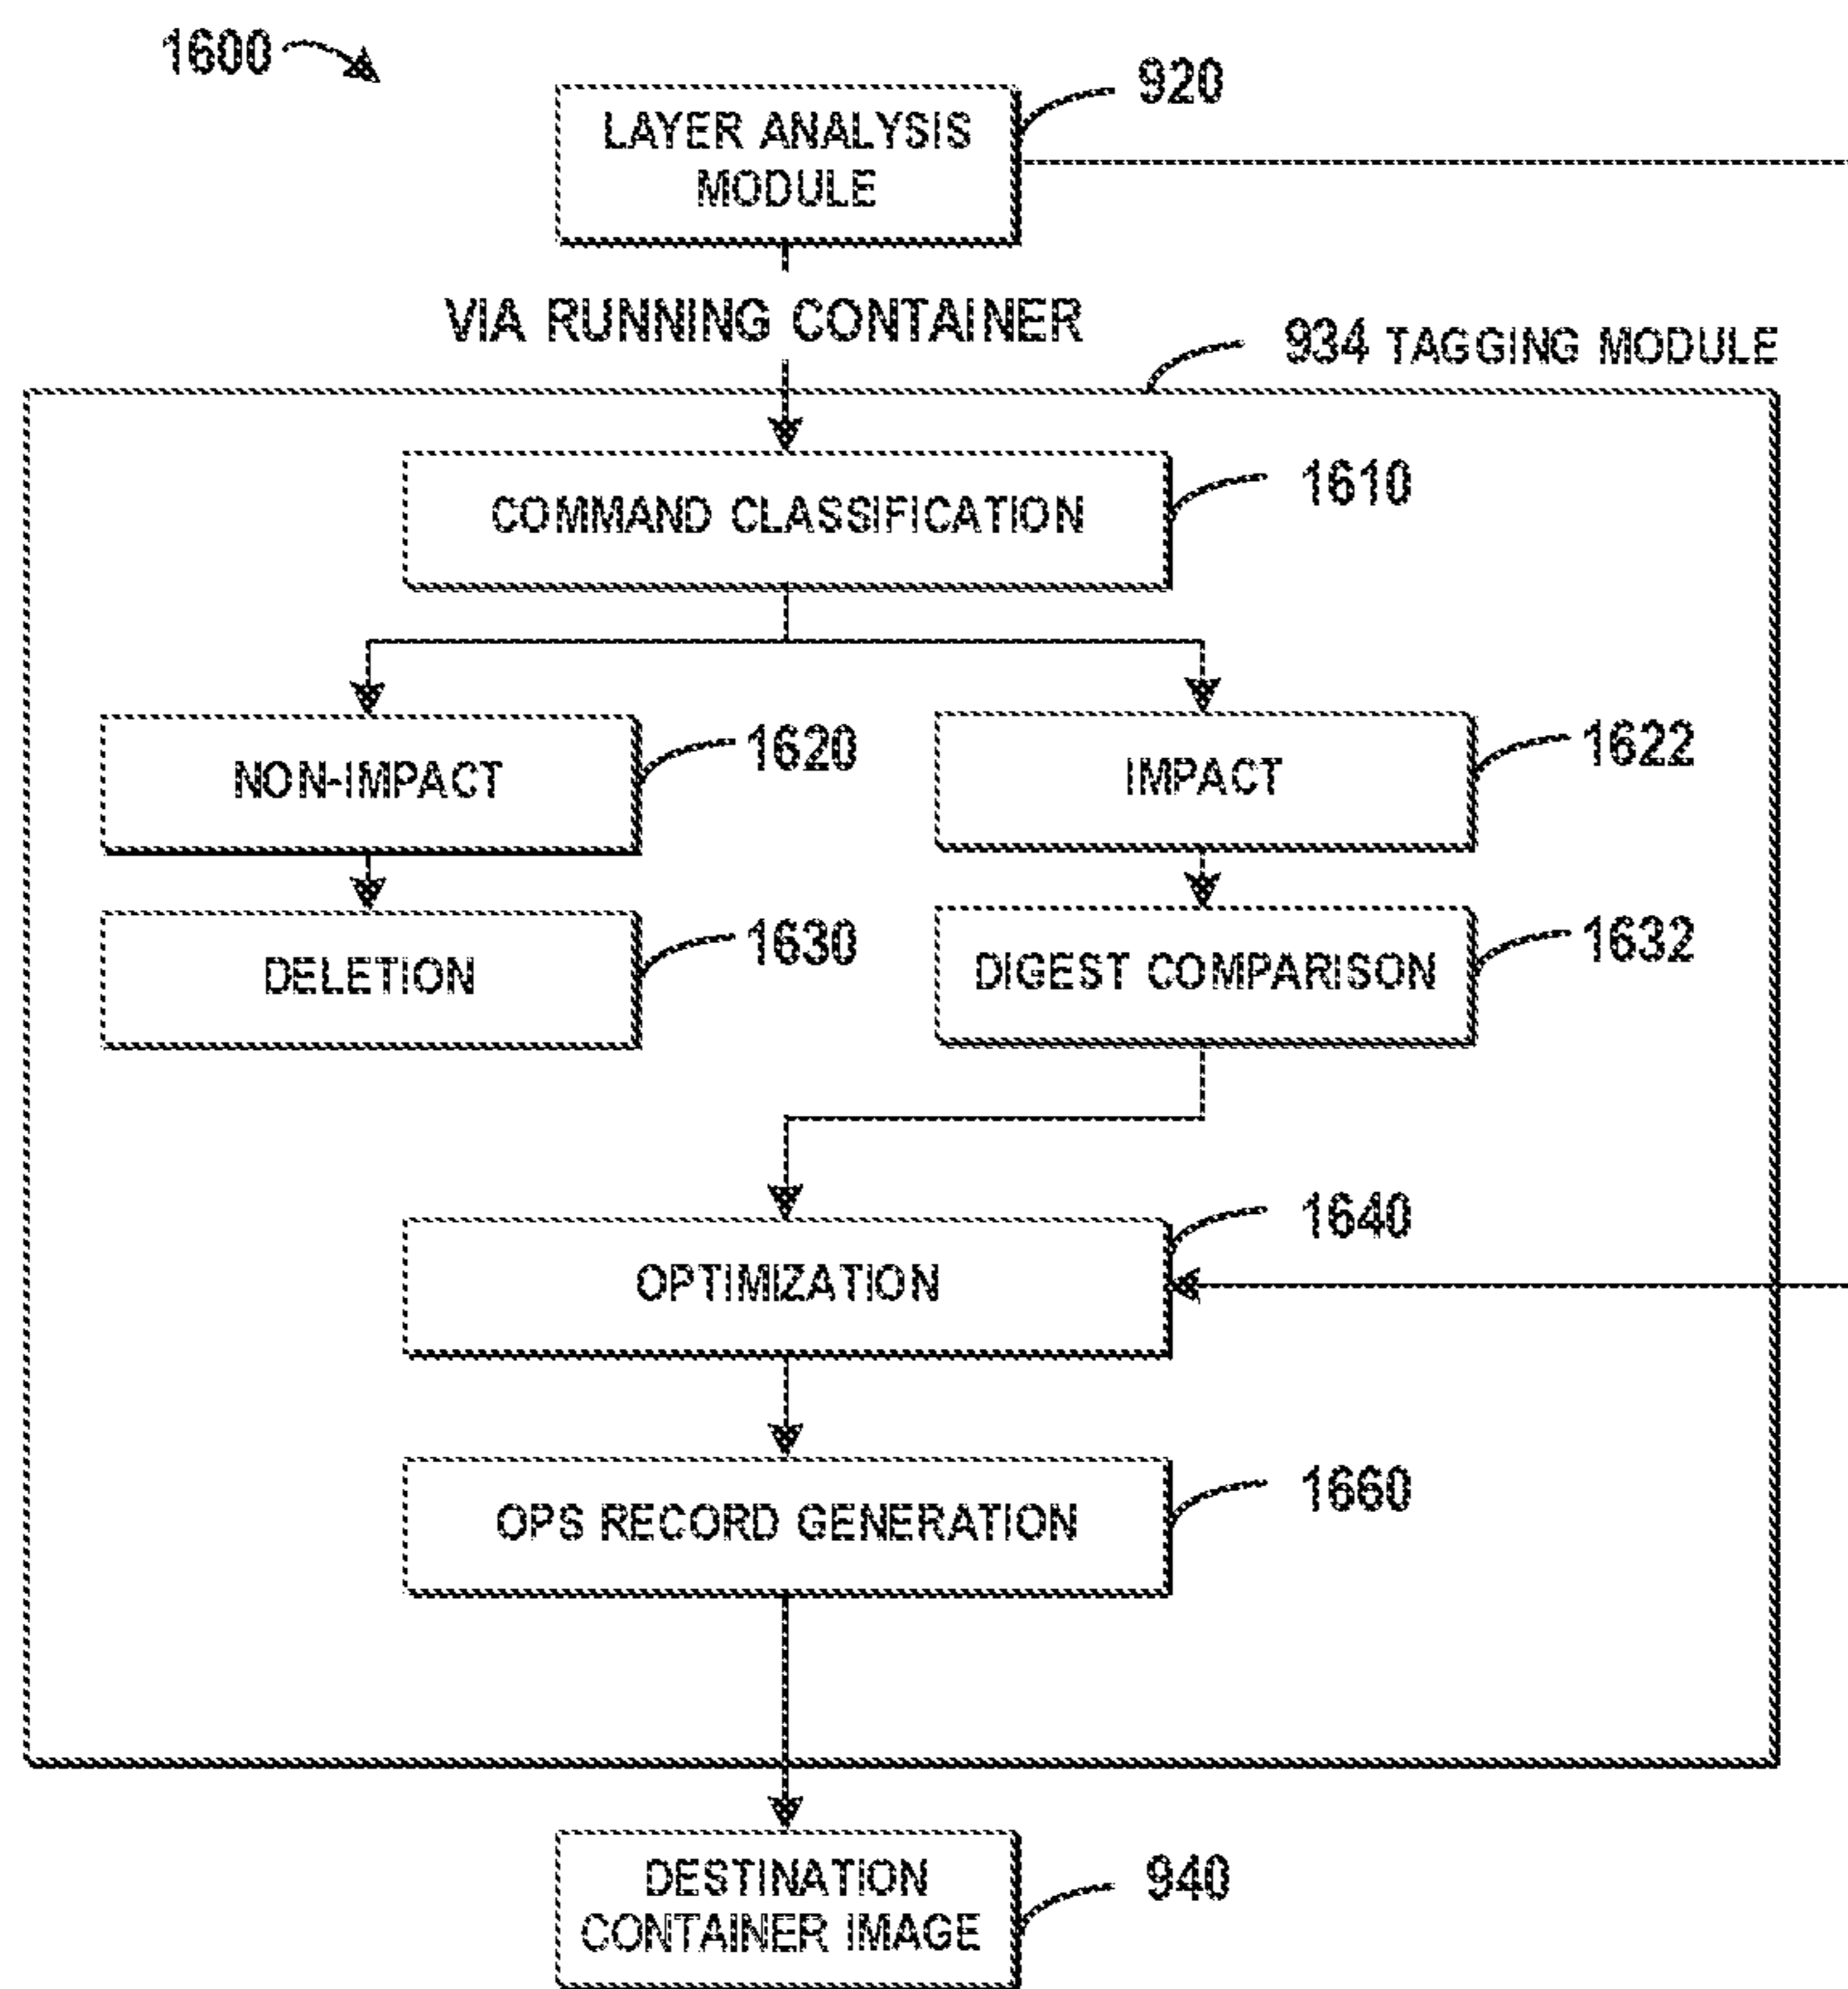 1600
920
LAYER ANALYSIS
MODULE
VIA RUNNING CONTAINER
934 TAGGING MODULE
COMMAND CLASSIFICATION
1610
NON-IMPACT
1620
IMPACT
1622
DELETION
1630
DIGEST COMPARISON
1632
OPTIMIZATION
1640
OPS RECORD GENERATION
1660
DESTINATION
CONTAINER IMAGE
940